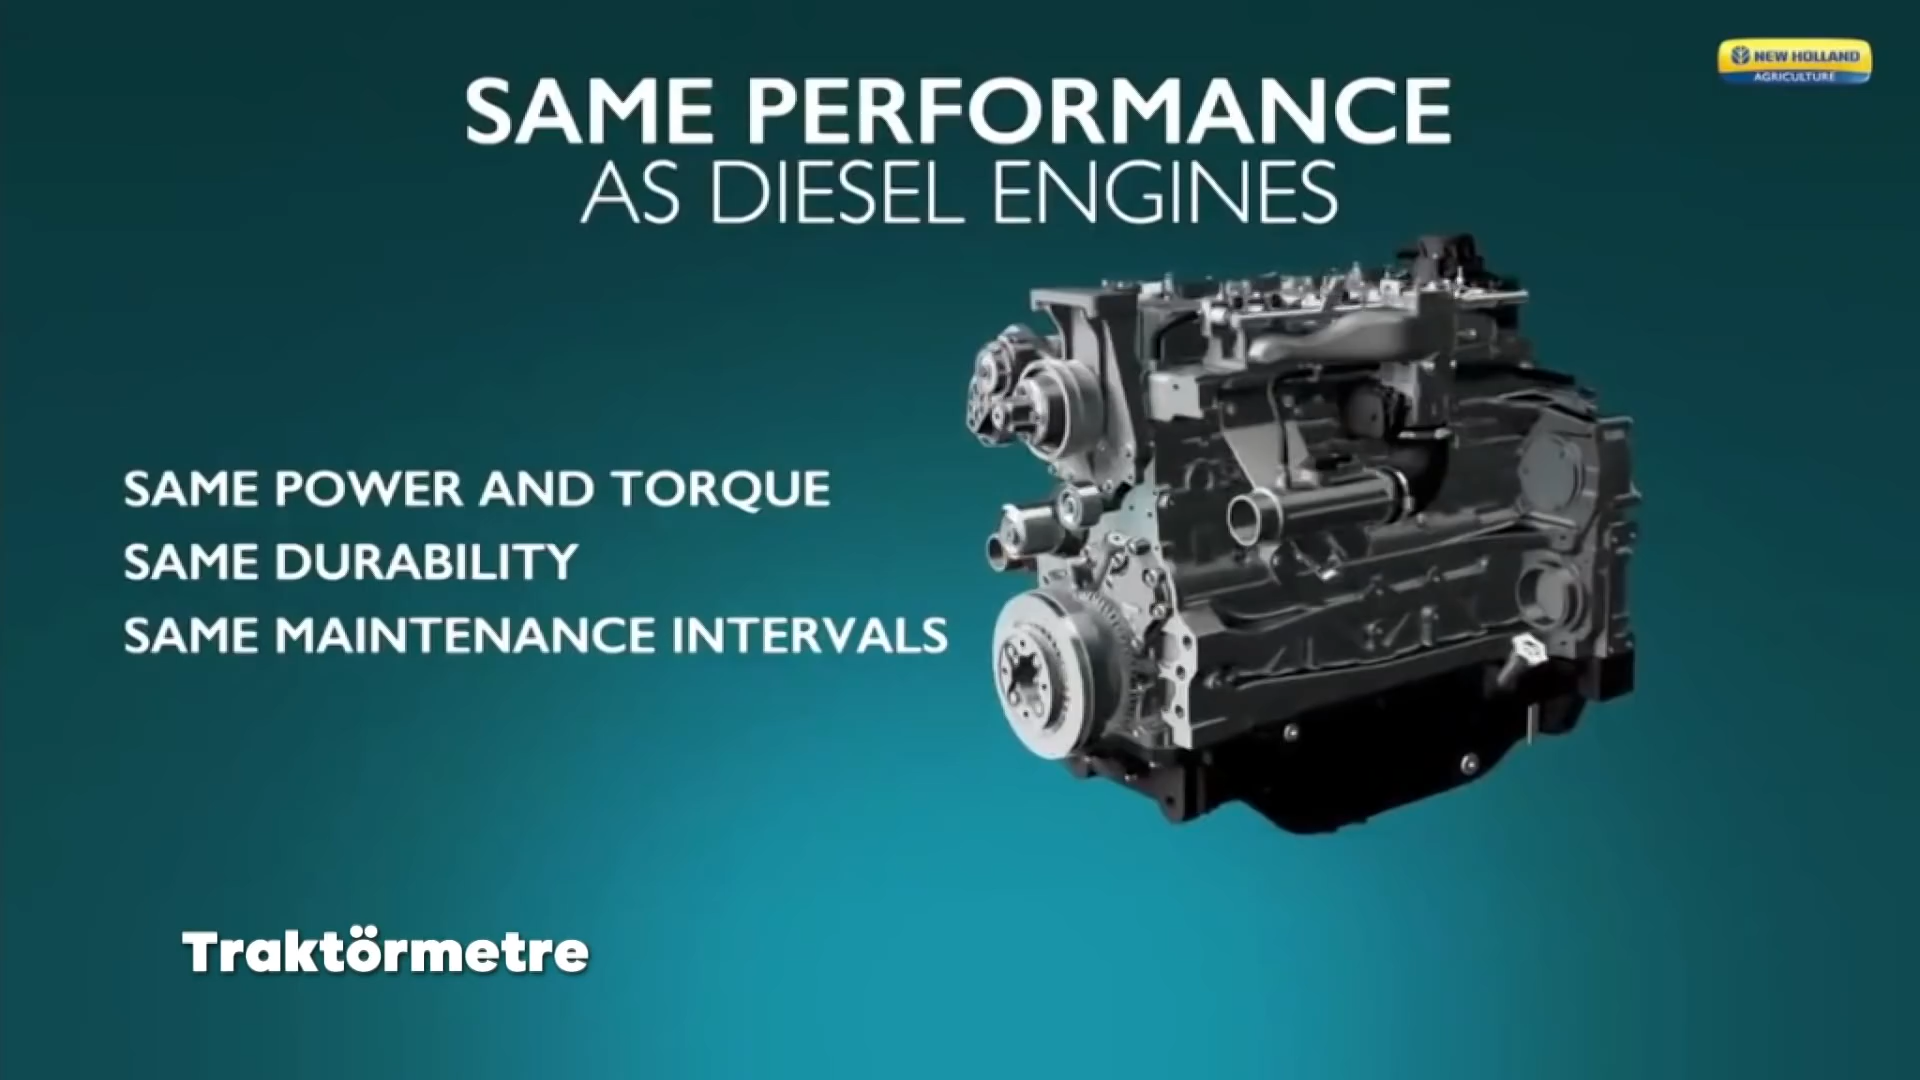 NEW HOLLAND
AGRICULTURE
SAME PERFORMANCE
AS DIESEL ENGINES
SAME POWER AND TORQUE
SAME DURABILITY
SAME MAINTENANCE INTERVALS
Traktörmetre